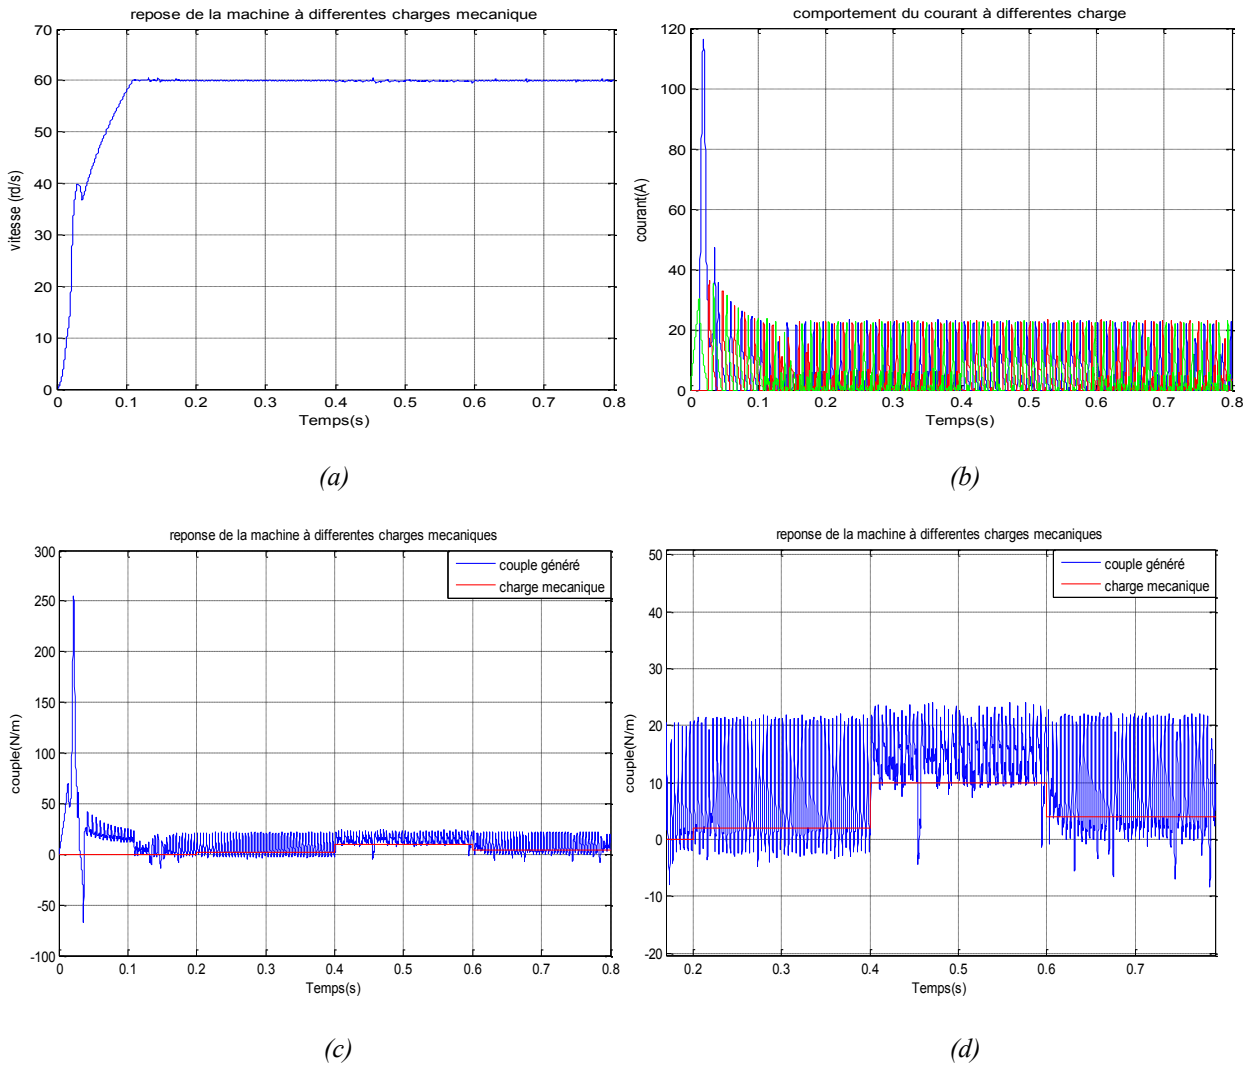 repose de la machine à differentes charges mecanique
70
60
50
40
30
20
10
0
vitesse (rd/s)
0 0.1 0.2 0.3 0.4 0.5 0.6 0.7 0.8
Temps(s)
(a)
comportement du courant à differentes charge
120
100
80
60
40
20
0
courant(A)
0 0.1 0.2 0.3 0.4 0.5 0.6 0.7 0.8
Temps(s)
(b)
reponse de la machine à differentes charges mecaniques
couple généré
charge mecanique
300
250
200
150
100
50
0
-50
-100
couple(N/m)
0 0.1 0.2 0.3 0.4 0.5 0.6 0.7 0.8
Temps(s)
(c)
reponse de la machine à differentes charges mecaniques
couple généré
charge mecanique
50
40
30
20
10
0
-10
-20
couple(N/m)
0.2 0.3 0.4 0.5 0.6 0.7
Temps(s)
(d)